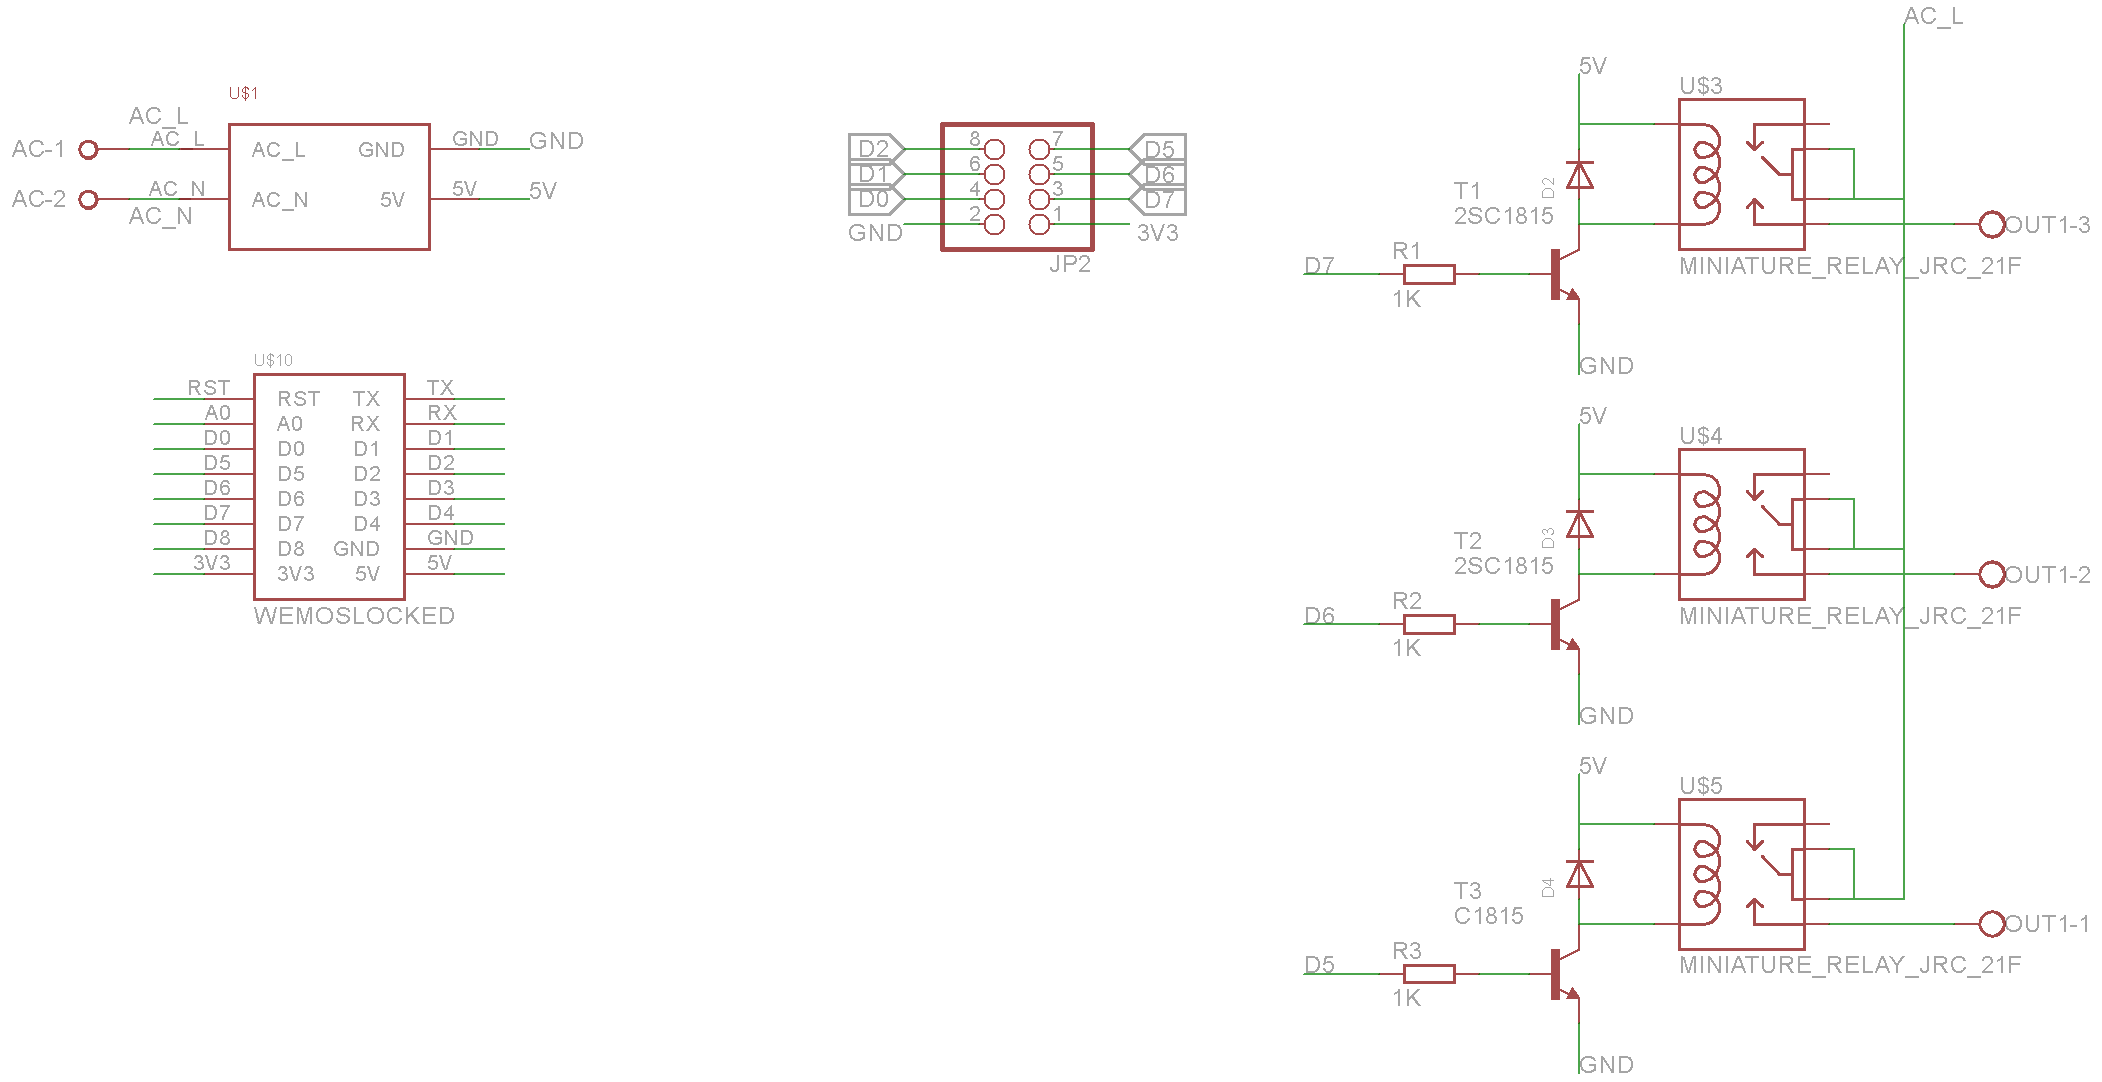 U$1
AC_L
AC-1 AC_L AC_L GND GND GND
AC-2 AC_N AC_N 5V 5V 5V
AC_N
U$10
RST RST TX TX
A0 A0 RX RX
D0 D0 D1 D1
D5 D5 D2 D2
D6 D6 D3 D3
D7 D7 D4 D4
D8 D8 GND GND
3V3 3V3 5V 5V
WEMOSLOCKED
D2 8 7 D5
D1 6 5 D6
D0 4 3 D7
GND 2 1 3V3
JP2
AC_L
5V
U$3
T1
2SC1815
D2
OUT1-3
D7
R1
1K
MINIATURE_RELAY_JRC_21F
GND
5V
U$4
T2
2SC1815
D3
OUT1-2
D6
R2
1K
MINIATURE_RELAY_JRC_21F
GND
5V
U$5
T3
C1815
D4
OUT1-1
D5
R3
1K
MINIATURE_RELAY_JRC_21F
GND